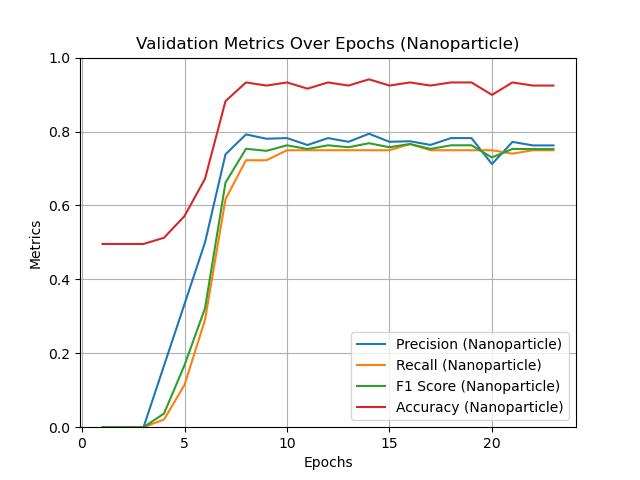 Validation Metrics Over Epochs (Nanoparticle)
1.0
0.8
0.6
0.4
0.2
0.0
Metrics
0 5 10 15 20
Epochs
Precision (Nanoparticle)
Recall (Nanoparticle)
F1 Score (Nanoparticle)
Accuracy (Nanoparticle)